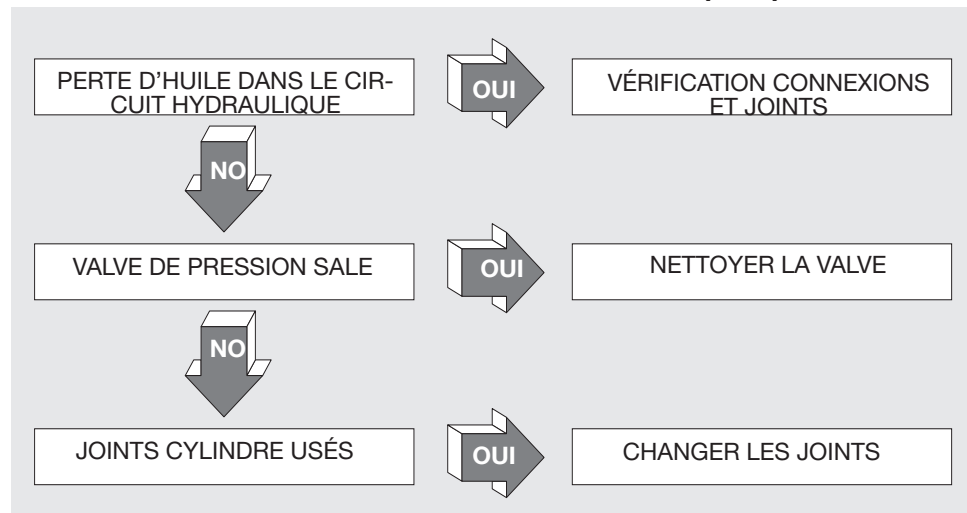 PERTE D'HUILE DANS LE CIR-
CUIT HYDRAULIQUE
OUI
VÉRIFICATION CONNEXIONS
ET JOINTS
NO
VALVE DE PRESSION SALE
OUI
NETTOYER LA VALVE
NO
JOINTS CYLINDRE USÉS
OUI
CHANGER LES JOINTS